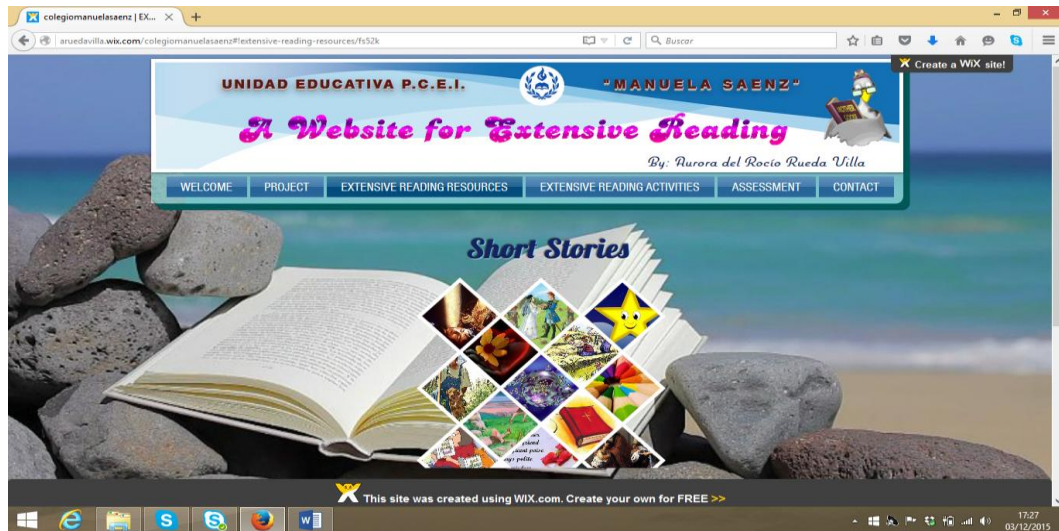 colegiomanuelasaenz | EX...
aruedavilla.wix.com/colegiomanuelasaenz#!extensive-reading-resources/fs52k
Buscar
Create a WiX site!
UNIDAD EDUCATIVA P.C.E.I. "MANUELA SAENZ"
A Website for Extensive Reading
By: Aurora del Rocío Rueda Villa
WELCOME PROJECT EXTENSIVE READING RESOURCES EXTENSIVE READING ACTIVITIES ASSESSMENT CONTACT
Short Stories
This site was created using WIX.com. Create your own for FREE >>
17:27
03/12/2015